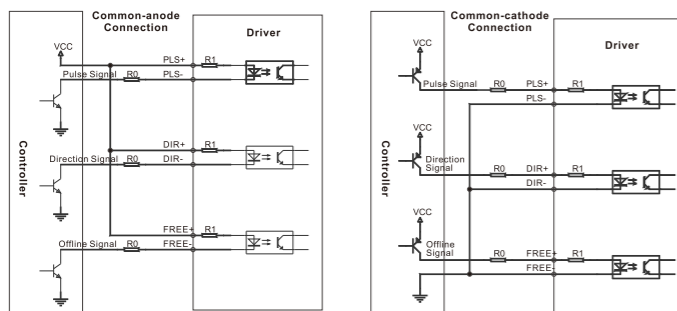 Common-anode
Connection
Driver
VCC
PLS+ R1
Pulse Signal R0 PLS-
DIR+ R1
Direction Signal R0 DIR-
FREE+ R1
Offline Signal R0 FREE-
Controller
Common-cathode
Connection
Driver
VCC
Pulse Signal R0 PLS+ R1
PLS-
VCC
Direction
Signal
R0 DIR+ R1
DIR-
VCC
Offline
Signal
R0 FREE+ R1
FREE-
Controller